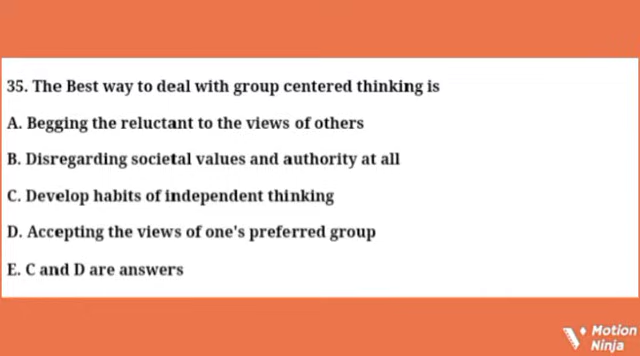 35. The Best way to deal with group centered thinking is
A. Begging the reluctant to the views of others
B. Disregarding societal values and authority at all
C. Develop habits of independent thinking
D. Accepting the views of one's preferred group
E. C and D are answers
Motion
Ninja